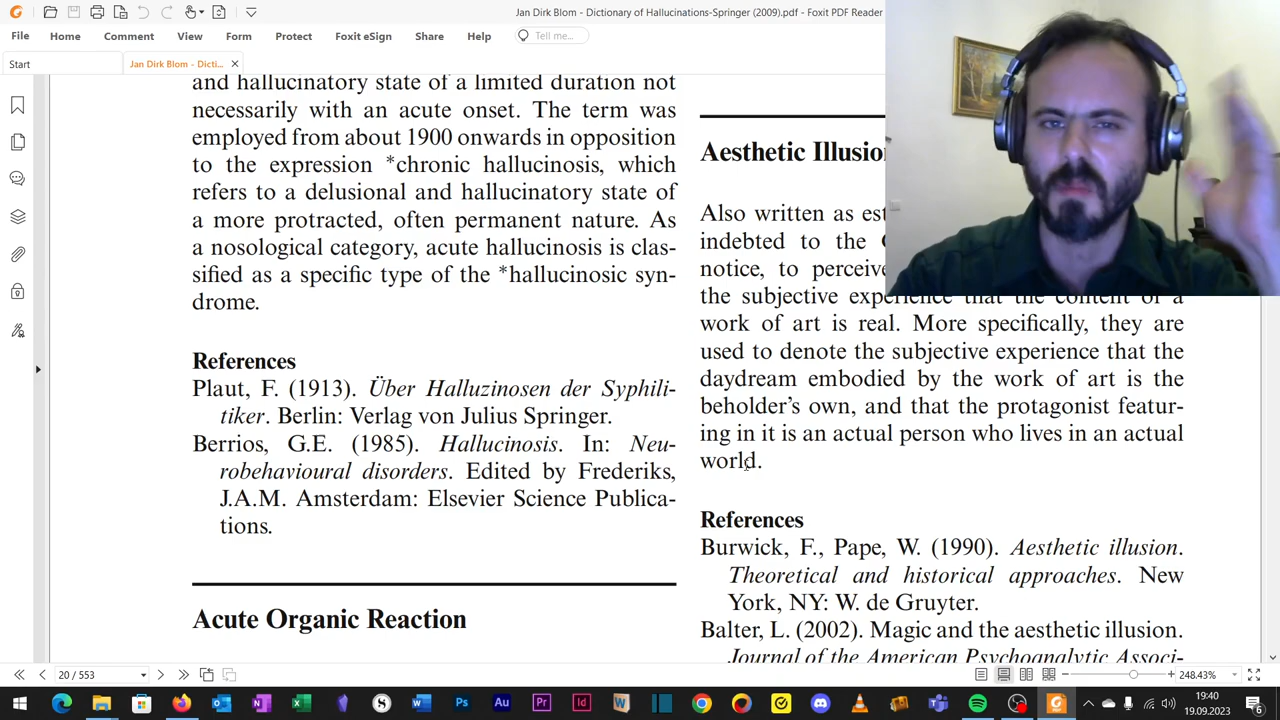 Jan Dirk Blom - Dictionary of Hallucinations-Springer (2009).pdf - Foxit PDF Reader
File Home Comment View Form Protect Foxit eSign Share Help Tell me...
Start Jan Dirk Blom - Dicti...
and hallucinatory state of a limited duration not
necessarily with an acute onset. The term was
employed from about 1900 onwards in opposition
to the expression *chronic hallucinosis, which
refers to a delusional and hallucinatory state of
a more protracted, often permanent nature. As
a nosological category, acute hallucinosis is clas-
sified as a specific type of the *hallucinosic syn-
drome.
References
Plaut, F. (1913). Über Halluzinosen der Syphili-
tiker. Berlin: Verlag von Julius Springer.
Berrios, G.E. (1985). Hallucinosis. In: Neu-
robehavioural disorders. Edited by Frederiks,
J.A.M. Amsterdam: Elsevier Science Publica-
tions.
Acute Organic Reaction
Aesthetic Illusio
Also written as es
indebted to the
notice, to perceive
the subjective experience that the content of a
work of art is real. More specifically, they are
used to denote the subjective experience that the
daydream embodied by the work of art is the
beholder's own, and that the protagonist featur-
ing in it is an actual person who lives in an actual
world.
References
Burwick, F., Pape, W. (1990). Aesthetic illusion.
Theoretical and historical approaches. New
York, NY: W. de Gruyter.
Balter, L. (2002). Magic and the aesthetic illusion.
Journal of the American Psychoanalytic Associ-
20 / 553
248.43%
19:40
19.09.2023
6